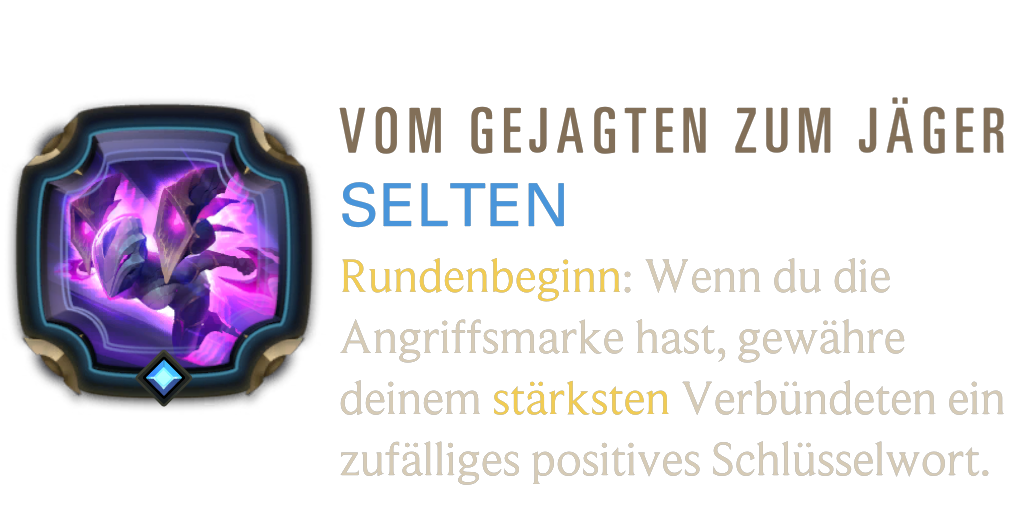 VOM GEJAGTEN ZUM JÄGER
SELTEN
Rundenbeginn: Wenn du die
Angriffsmarke hast, gewähre
deinem stärksten Verbündeten ein
zufälliges positives Schlüsselwort.